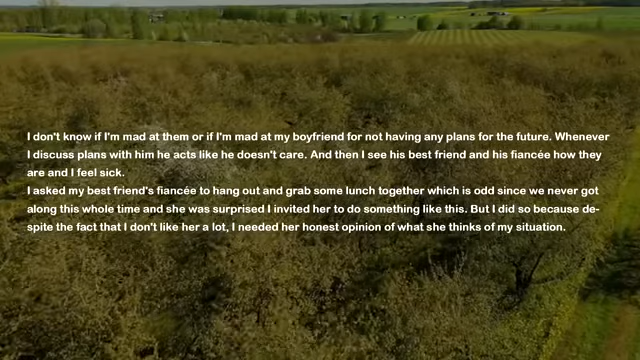 I don't know if I'm mad at them or if I'm mad at my boyfriend for not having any plans for the future. Whenever
I discuss plans with him he acts like he doesn't care. And then I see his best friend and his fiancée how they
are and I feel sick.
I asked my best friend's fiancée to hang out and grab some lunch together which is odd since we never got
along this whole time and she was surprised I invited her to do something like this. But I did so because de-
spite the fact that I don't like her a lot, I needed her honest opinion of what she thinks of my situation.